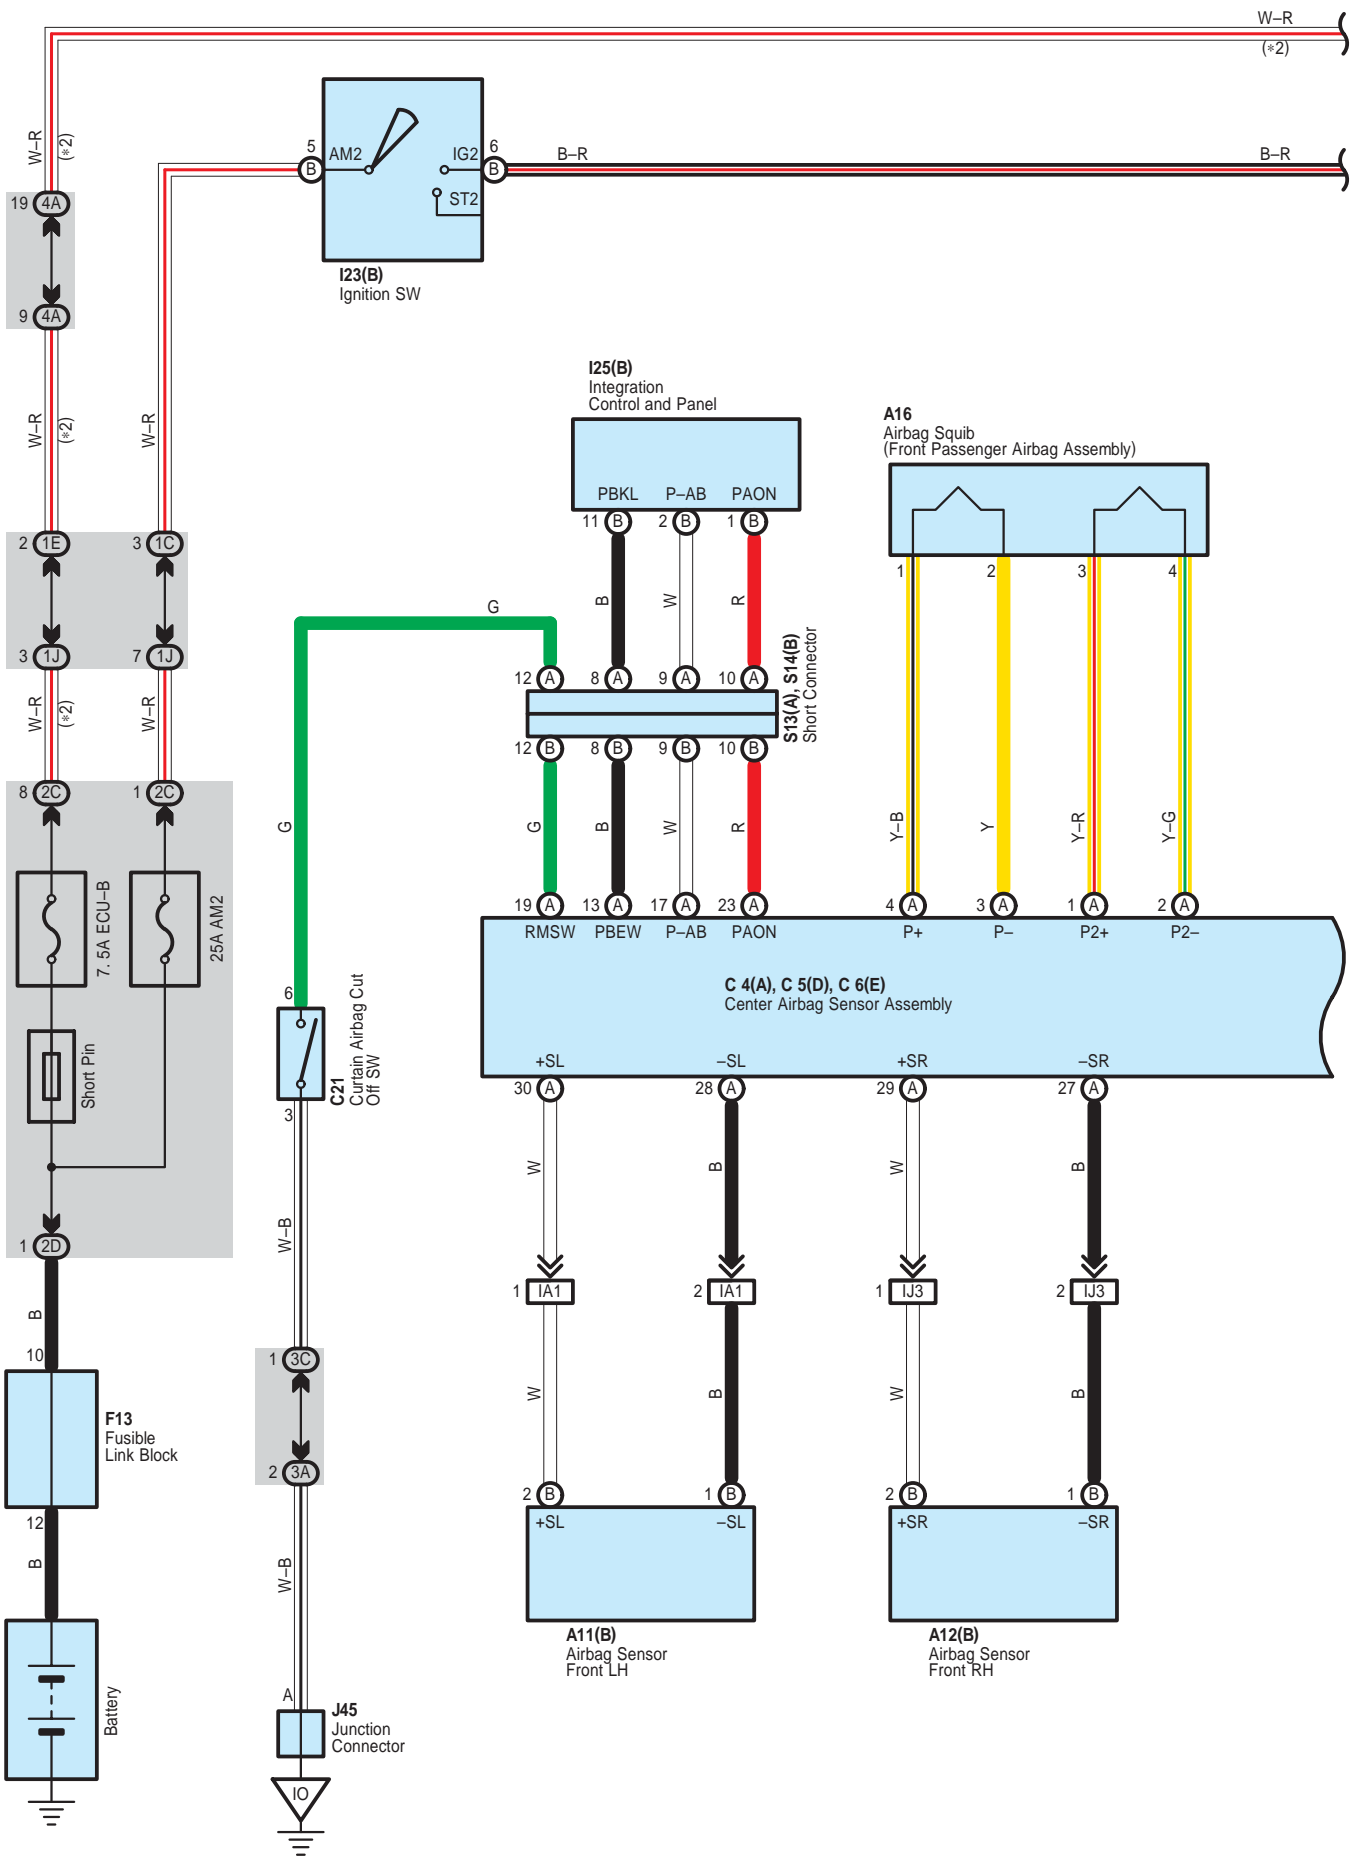 W–R
(*2)
W–R
(*2)
5
AM2
IG2
6
B
B
ST2
B–R
B–R
I23(B)
Ignition SW
19 4A
9 4A
W–R
(*2)
W–R
I25(B)
Integration
Control and Panel
PBKL P–AB PAON
11 B 2 B 1 B
A16
Airbag Squib
(Front Passenger Airbag Assembly)
1 2 3 4
2 1E 3 1C
3 1J 7 1J
G
B W R
12 A 8 A 9 A 10 A
S13(A), S14(B)
Short Connector
12 B 8 B 9 B 10 B
W–R
(*2)
W–R
8 2C 1 2C
G
G B W R
Y–B Y Y–R Y–G
7. 5A ECU–B
25A AM2
Short Pin
19 A 13 A 17 A 23 A 4 A 3 A 1 A 2 A
RMSW PBEW P–AB PAON P+ P– P2+ P2–
C 4(A), C 5(D), C 6(E)
Center Airbag Sensor Assembly
+SL –SL +SR –SR
30 A 28 A 29 A 27 A
6
C21
Curtain Airbag Cut
Off SW
3
W B W B
W–B
1 2D
1 IA1 2 IA1 1 IJ3 2 IJ3
B
10
F13
Fusible
Link Block
12
B
Battery
1 3C
2 3A
W B W B
2 B 1 B 2 B 1 B
+SL –SL +SR –SR
A11(B)
Airbag Sensor
Front LH
A12(B)
Airbag Sensor
Front RH
W–B
A
J45
Junction
Connector
IO